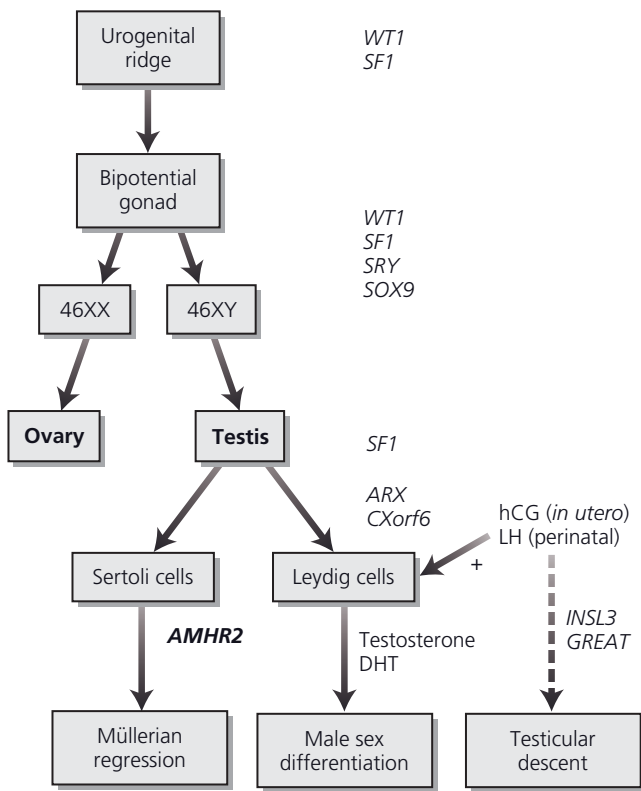 Urogenital
ridge
WT1
SF1
Bipotential
gonad
WT1
SF1
SRY
SOX9
46XX
46XY
Ovary
Testis
SF1
ARX
CXorf6
hCG (in utero)
LH (perinatal)
+
Sertoli cells
Leydig cells
AMHR2
Testosterone
DHT
INSL3
GREAT
Müllerian
regression
Male sex
differentiation
Testicular
descent